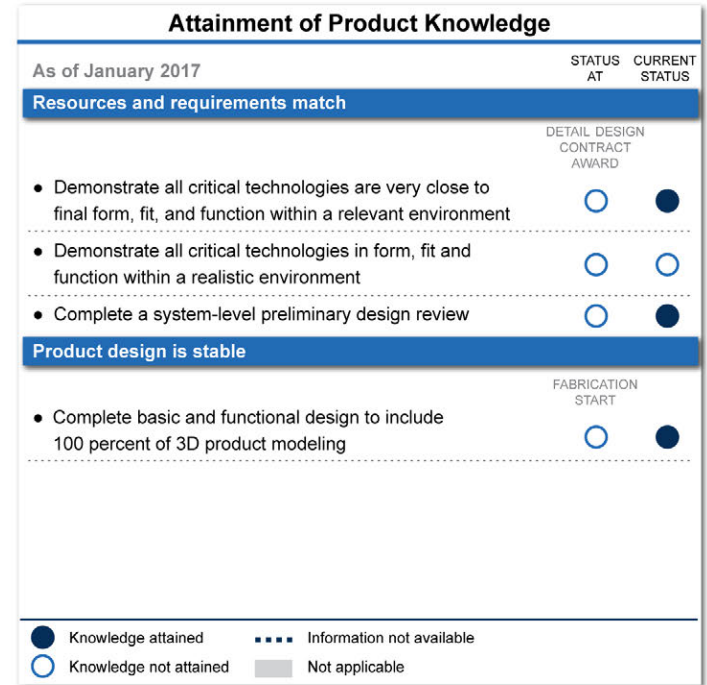 Attainment of Product Knowledge
As of January 2017
STATUS AT
CURRENT STATUS
Resources and requirements match
DETAIL DESIGN
CONTRACT
AWARD
● Demonstrate all critical technologies are very close to
final form, fit, and function within a relevant environment
● Demonstrate all critical technologies in form, fit and
function within a realistic environment
● Complete a system-level preliminary design review
Product design is stable
FABRICATION
START
● Complete basic and functional design to include
100 percent of 3D product modeling
Knowledge attained
Information not available
Knowledge not attained
Not applicable